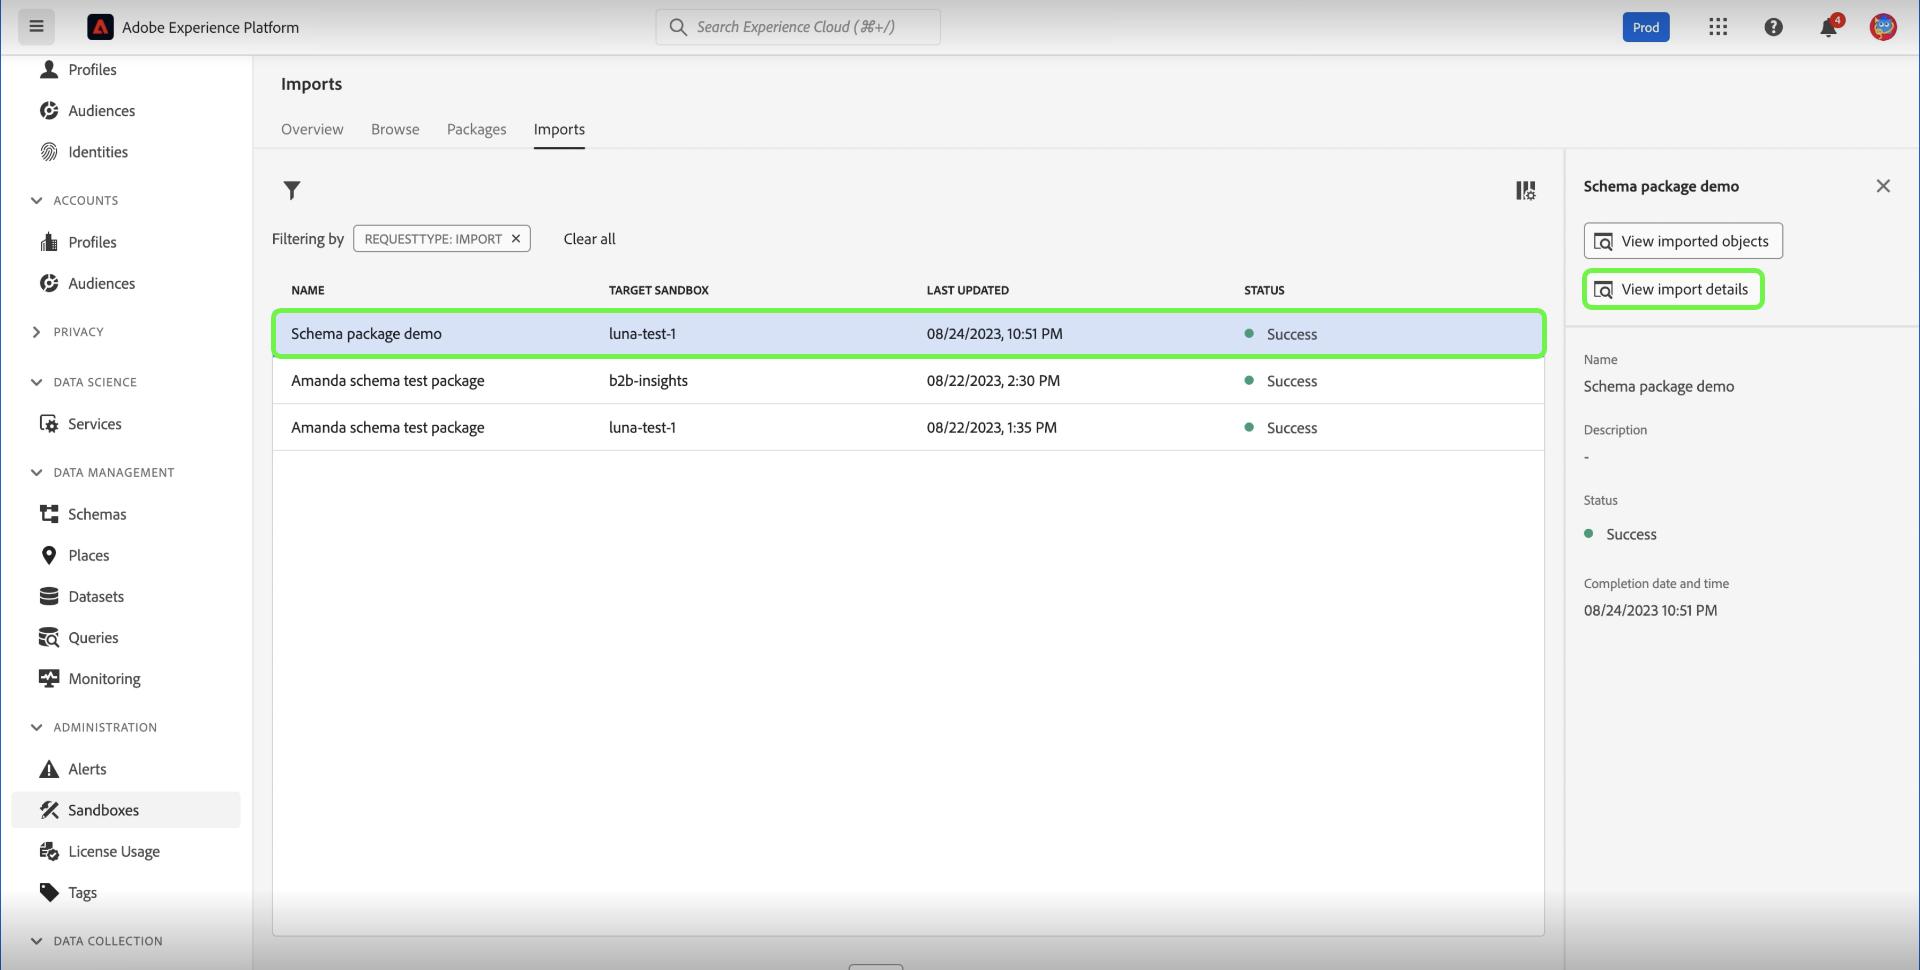 Adobe Experience Platform
Search Experience Cloud (⌘+/)
Prod
4
Profiles
Audiences
Identities
ACCOUNTS
Profiles
Audiences
PRIVACY
DATA SCIENCE
Services
DATA MANAGEMENT
Schemas
Places
Datasets
Queries
Monitoring
ADMINISTRATION
Alerts
Sandboxes
License Usage
Tags
DATA COLLECTION
Imports
Overview Browse Packages Imports
Filtering by REQUESTTYPE: IMPORT ✕ Clear all
NAME TARGET SANDBOX LAST UPDATED STATUS
Schema package demo luna-test-1 08/24/2023, 10:51 PM Success
Amanda schema test package b2b-insights 08/22/2023, 2:30 PM Success
Amanda schema test package luna-test-1 08/22/2023, 1:35 PM Success
Schema package demo
View imported objects
View import details
Name
Schema package demo
Description
-
Status
Success
Completion date and time
08/24/2023 10:51 PM